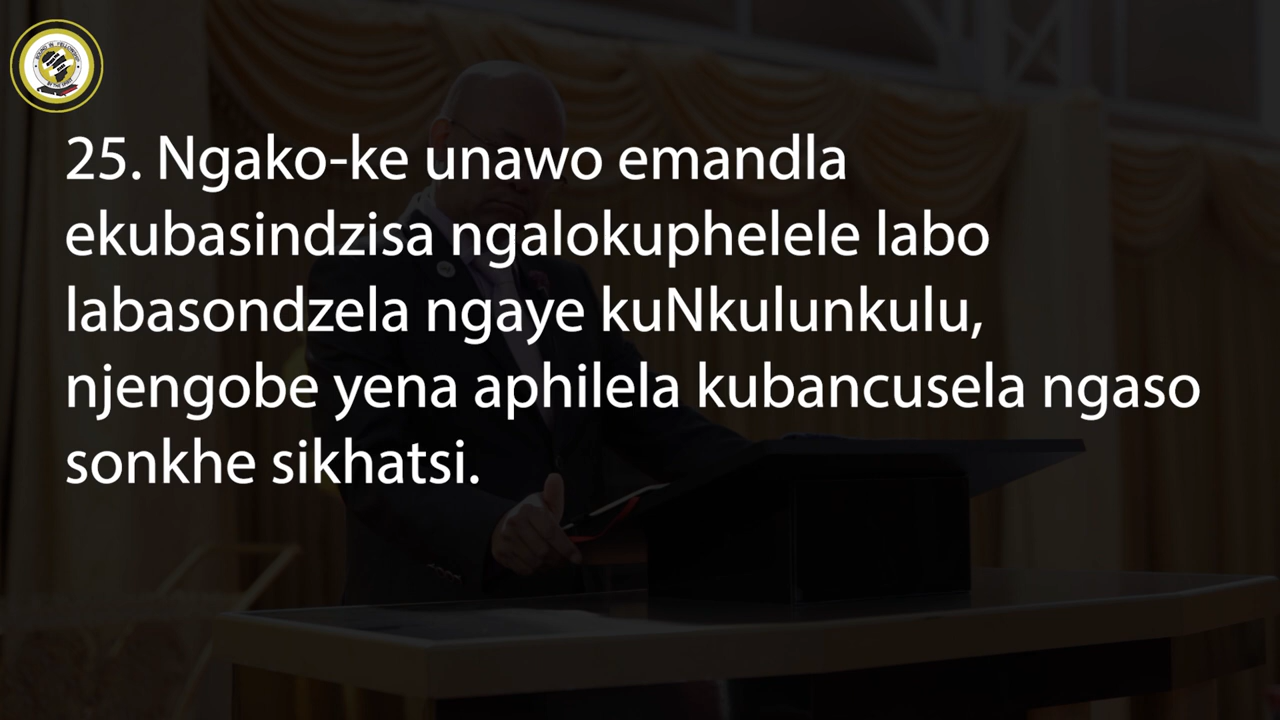 25. Ngako-ke unawo emandla
ekubasindzisa ngalokuphelele labo
labasondzela ngaye kuNkulunkulu,
njengobe yena aphilela kubancusela ngaso
sonkhe sikhatsi.